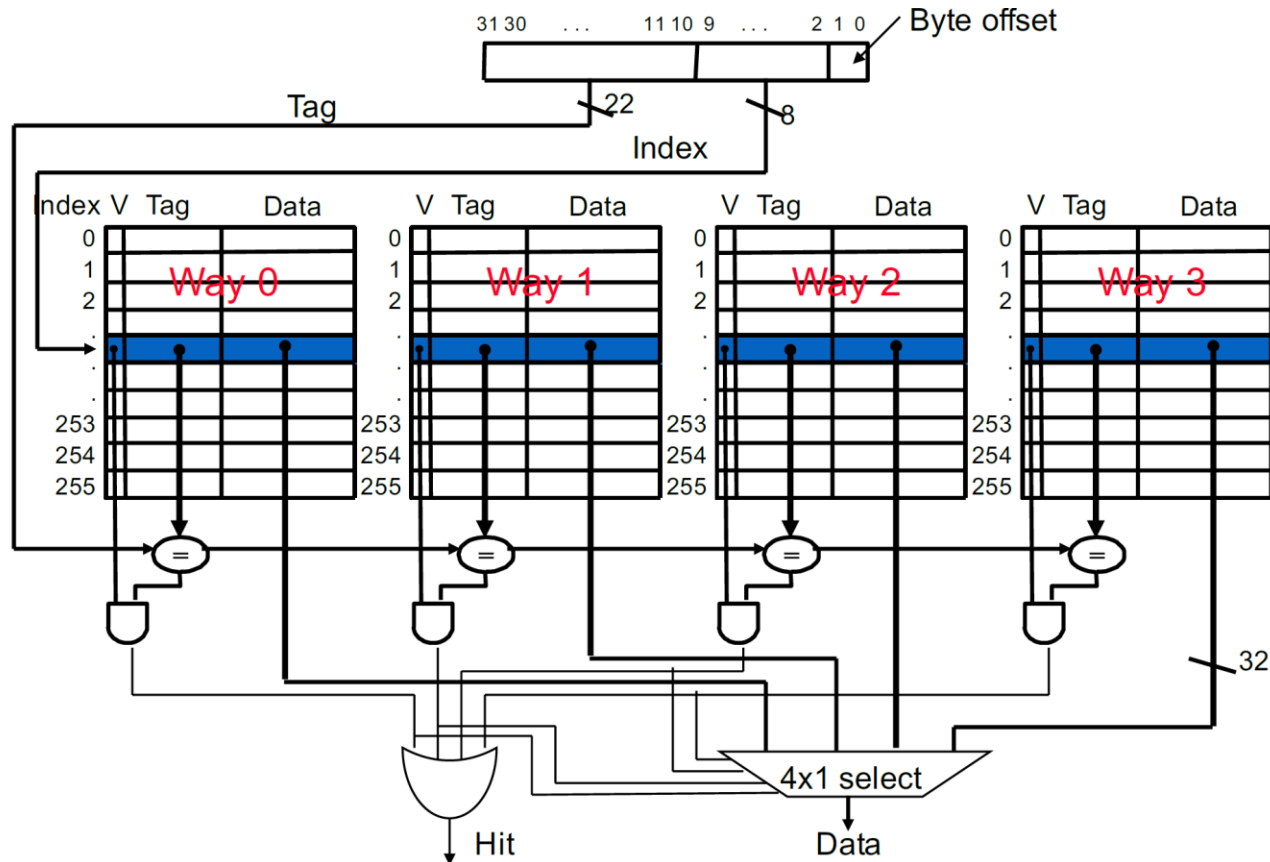 31 30 ... 11 10 9 ... 2 1 0 Byte offset
Tag 22 8
Index
Index V Tag Data V Tag Data V Tag Data V Tag Data
0 0 0 0
1 1 1 1
Way 0 Way 1 Way 2 Way 3
2 2 2 2
. . . .
. . . .
. . . .
253 253 253 253
254 254 254 254
255 255 255 255
= = = =
32
4x1 select
Hit Data